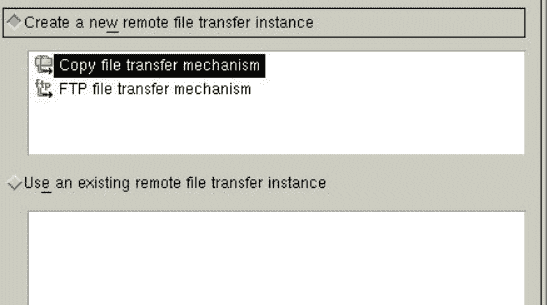 Create a new remote file transfer instance
Copy file transfer mechanism
FTP file transfer mechanism
Use an existing remote file transfer instance